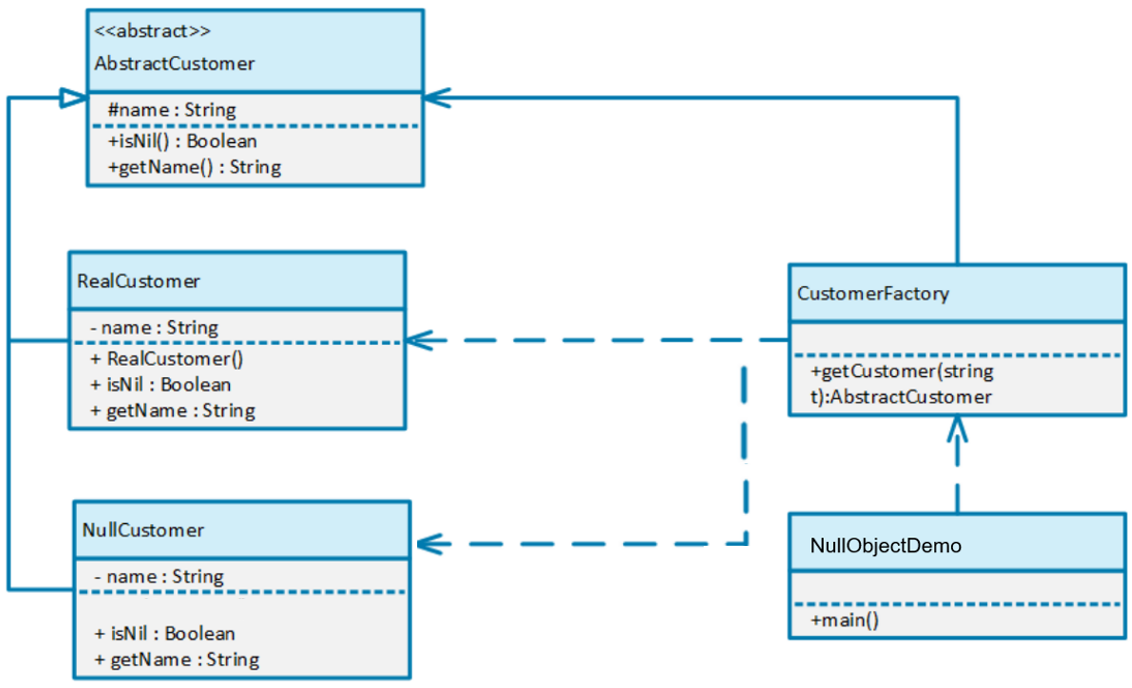 <<abstract>>
AbstractCustomer
#name : String
+isNil() : Boolean
+getName() : String
RealCustomer
- name : String
+ RealCustomer()
+ isNil : Boolean
+ getName : String
NullCustomer
- name : String
+ isNil : Boolean
+ getName : String
CustomerFactory
+getCustomer(string
t):AbstractCustomer
NullObjectDemo
+main()